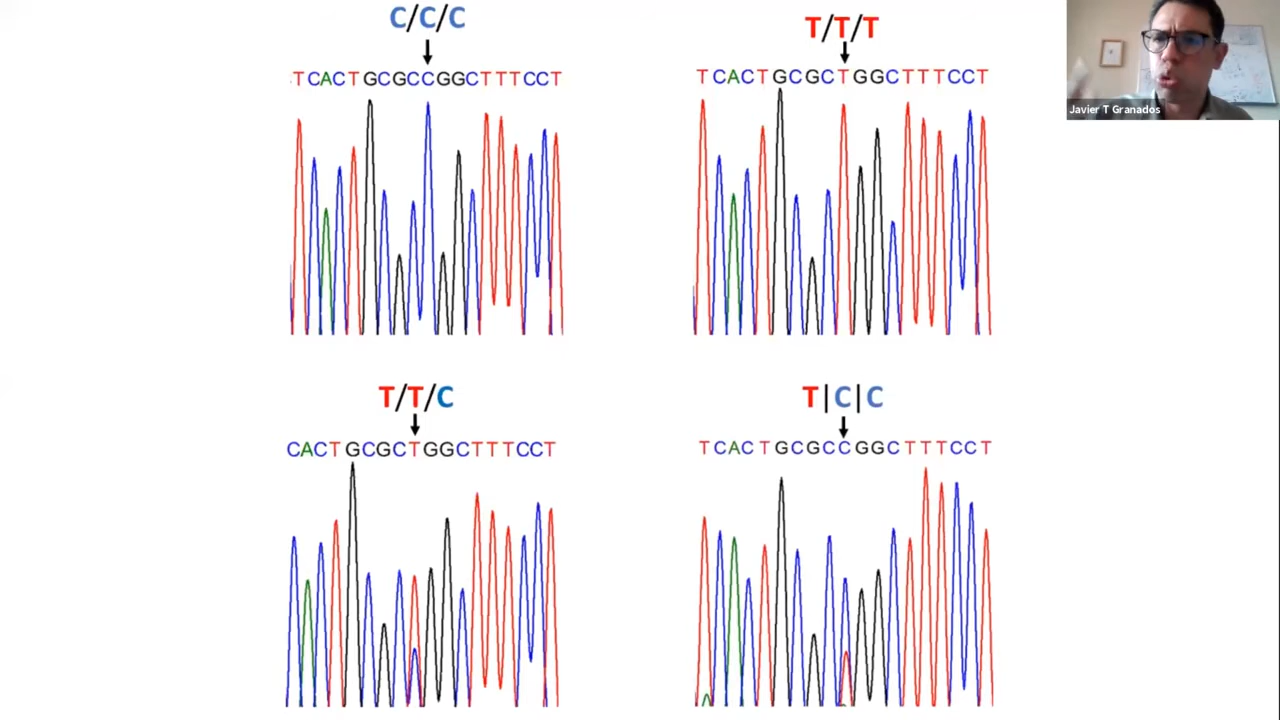 C/C/C
TCACTGCGCCGGCTTTCCT
T/T/T
TCACTGCGCTGGCTTTCCT
Javier T Granados
T/T/C
CACTGCGCTGGCTTTCCT
T|C|C
TCACTGCGCCGGCTTTCCT